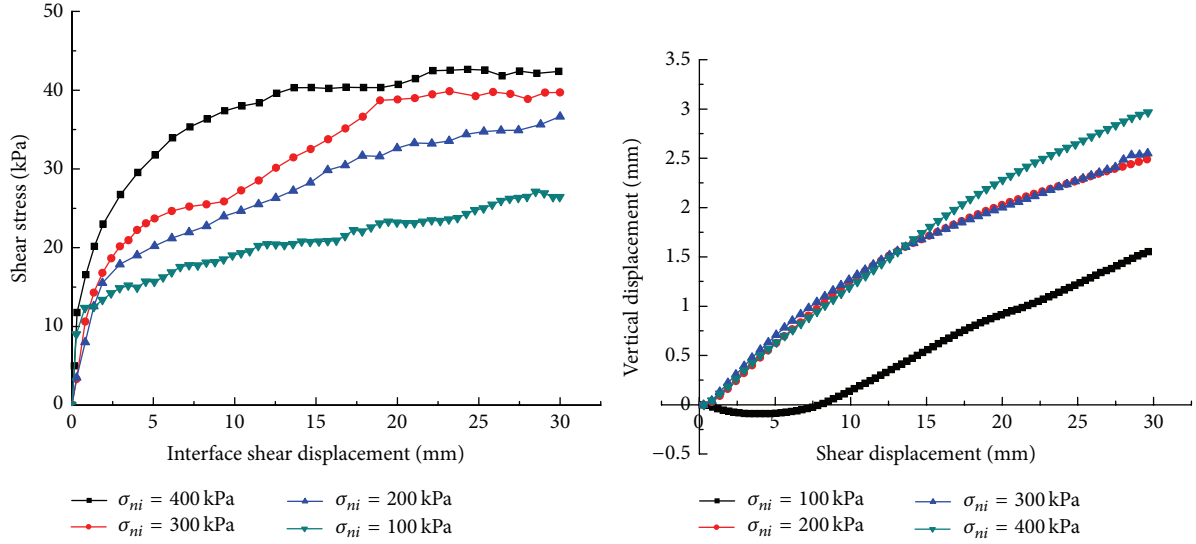 50
40
30
20
10
0
Shear stress (kPa)
0 5 10 15 20 25 30
Interface shear displacement (mm)
σni = 400 kPa
σni = 300 kPa
σni = 200 kPa
σni = 100 kPa
3.5
3
2.5
2
1.5
1
0.5
0
−0.5
Vertical displacement (mm)
0 5 10 15 20 25 30
Shear displacement (mm)
σni = 100 kPa
σni = 200 kPa
σni = 300 kPa
σni = 400 kPa